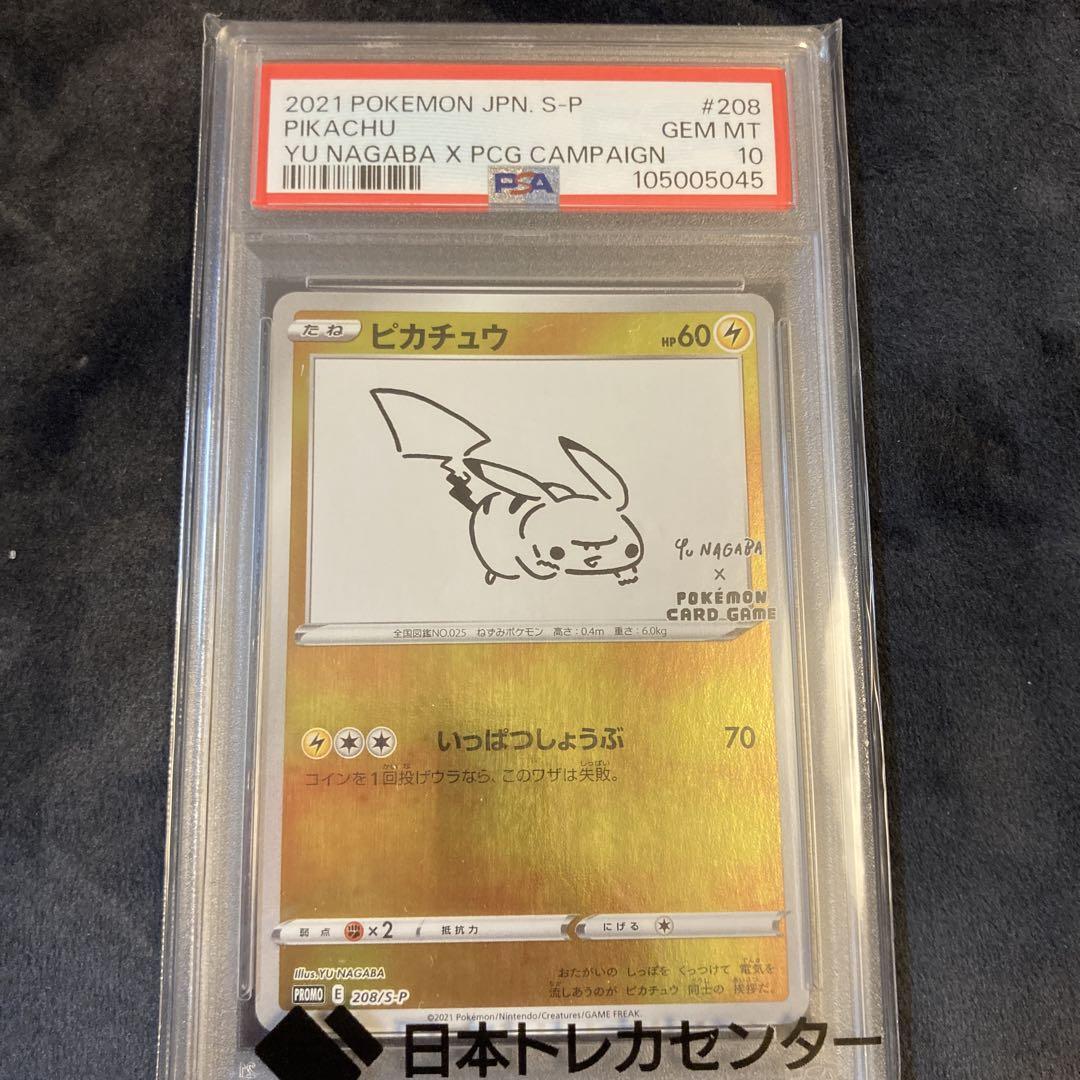 2021 POKEMON JPN. S-P #208
PIKACHU GEM MT
YU NAGABA X PCG CAMPAIGN 10
PSA 105005045
たね ピカチュウ HP60
YU NAGABA
×
POKÉMON
CARD GAME
全国図鑑NO.025 ねずみポケモン 高さ:0.4m 重さ:6.0kg
いっぱつしょうぶ 70
コインを1回投げウラなら、このワザは失敗。
弱点 ×2 抵抗力 にげる
Illus.YU NAGABA
PROMO E 208/S-P
おたがいの しっぽを くっつけて 電気を
流しあうのが ピカチュウ 同士の 挨拶だ。
©2021 Pokémon/Nintendo/Creatures/GAME FREAK.
日本トレカセンター